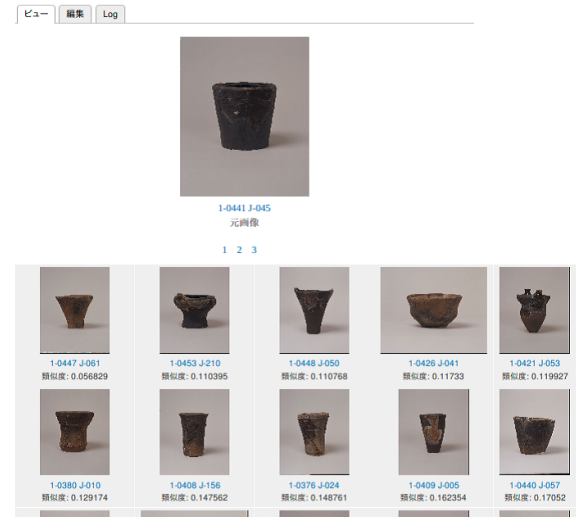 ビュー 編集 Log
1-0441 J-045
元画像
1 2 3
1-0447 J-061 1-0453 J-210 1-0448 J-050 1-0426 J-041 1-0421 J-053
類似度: 0.056829 類似度: 0.110395 類似度: 0.110768 類似度: 0.11733 類似度: 0.119927
1-0380 J-010 1-0408 J-156 1-0376 J-024 1-0409 J-005 1-0440 J-057
類似度: 0.129174 類似度: 0.147562 類似度: 0.148761 類似度: 0.162354 類似度: 0.17052